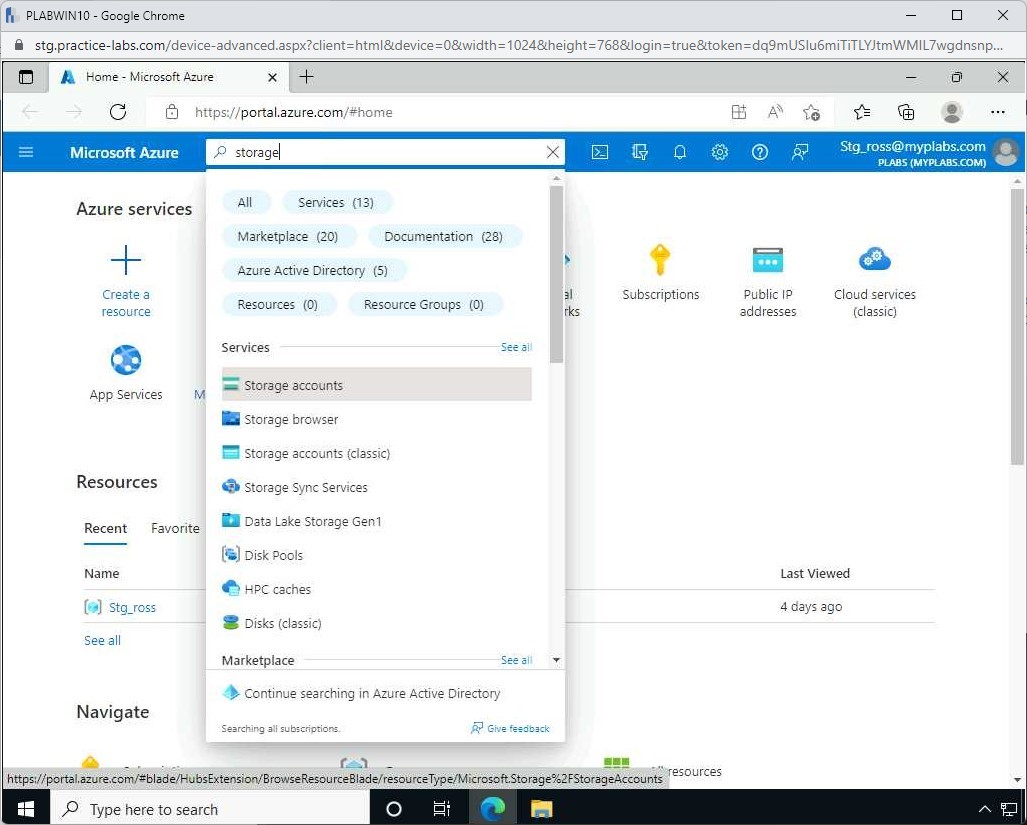 PLABWIN10 - Google Chrome
stg.practice-labs.com/device-advanced.aspx?client=html&device=0&width=1024&height=768&login=true&token=dq9mUSlu6miTiTLYJtmWMIL7wgdnsnp...
Home - Microsoft Azure
https://portal.azure.com/#home
Microsoft Azure
storage
Stg_ross@myplabs.com
PLABS (MYPLABS.COM)
Azure services
All
Services (13)
Marketplace (20)
Documentation (28)
Azure Active Directory (5)
Resources (0)
Resource Groups (0)
Create a
resource
Subscriptions
Public IP
addresses
Cloud services
(classic)
App Services
Services
See all
Storage accounts
Storage browser
Storage accounts (classic)
Storage Sync Services
Data Lake Storage Gen1
Disk Pools
HPC caches
Disks (classic)
Marketplace
See all
Continue searching in Azure Active Directory
Searching all subscriptions.
Give feedback
Resources
Recent
Favorite
Name
Last Viewed
Stg_ross
4 days ago
See all
Navigate
resources
https://portal.azure.com/#blade/HubsExtension/BrowseResourceBlade/resourceType/Microsoft.Storage%2FStorageAccounts
Type here to search